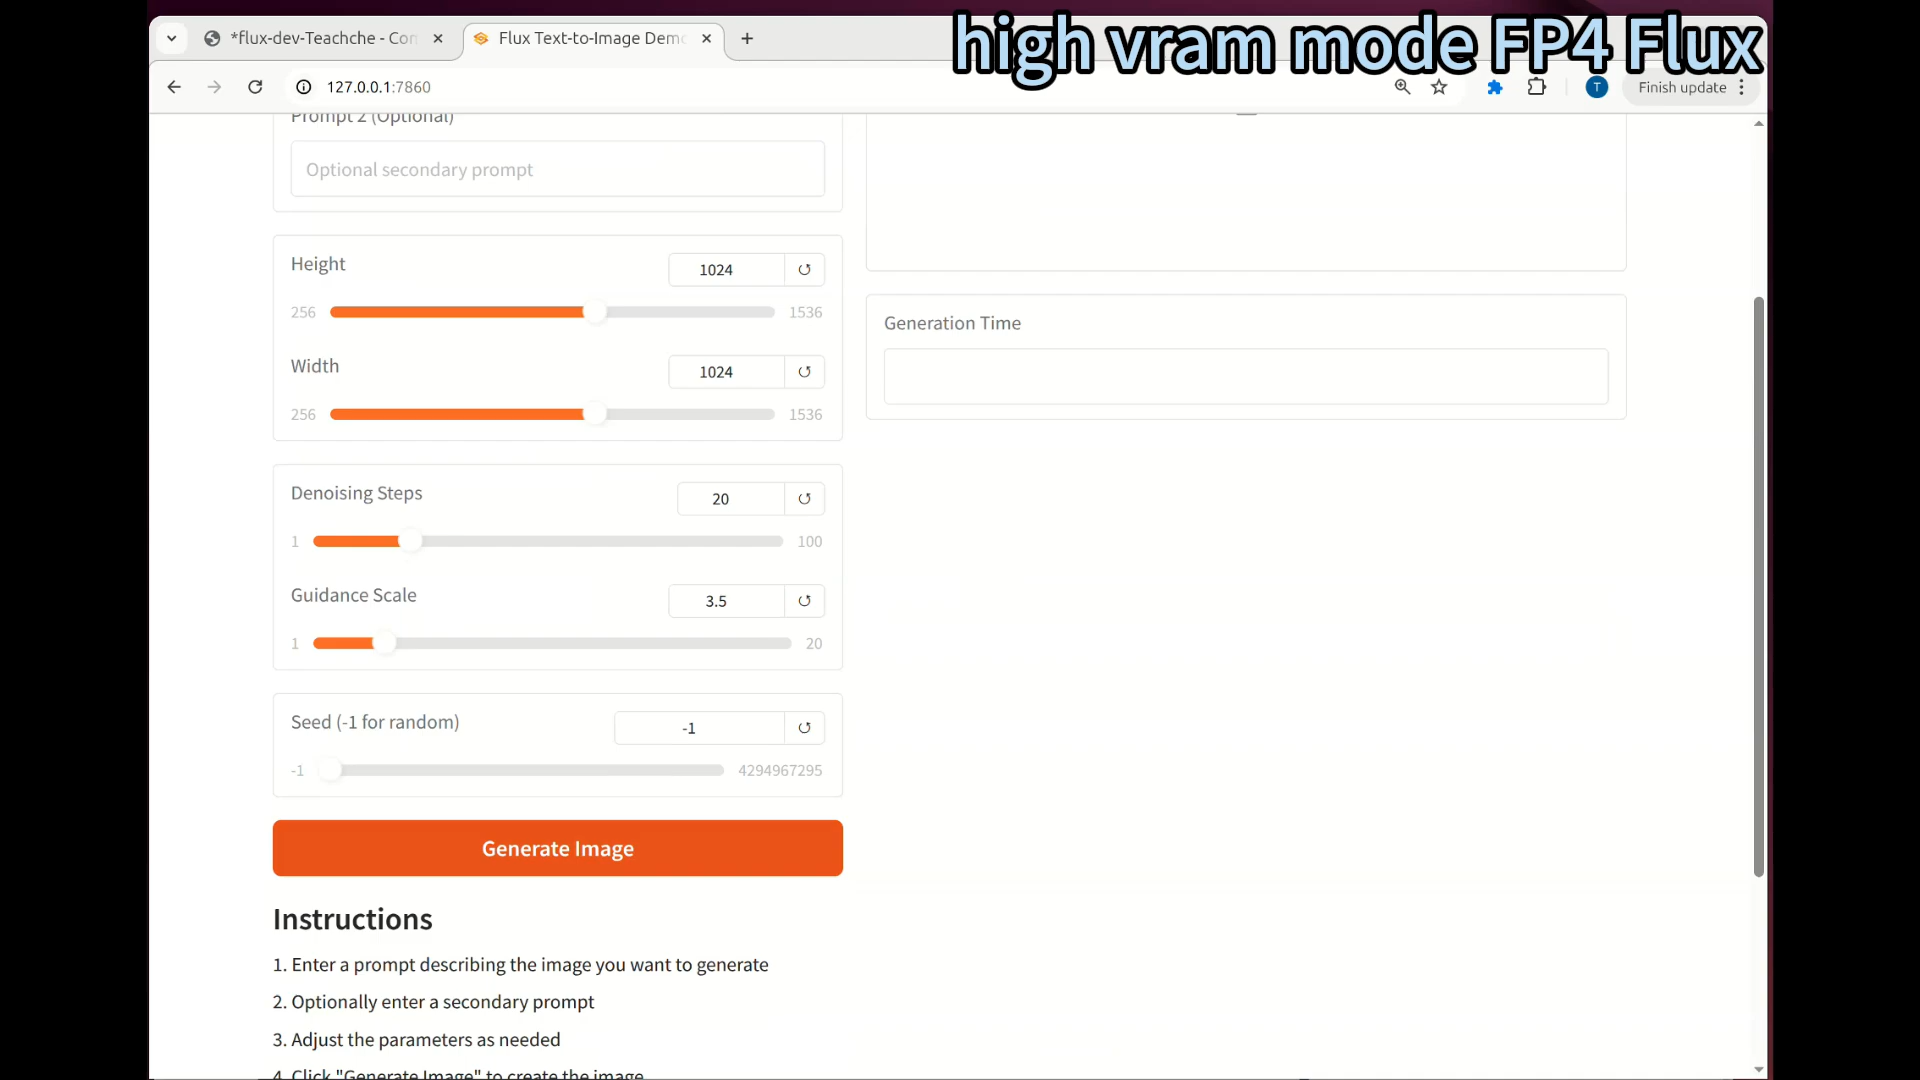 *flux-dev-Teachche - Con
Flux Text-to-Image Demo
high vram mode FP4 Flux
127.0.0.1:7860
T
Finish update
Prompt 2 (Optional)
Optional secondary prompt
Height
1024
256
1536
Width
1024
256
1536
Generation Time
Denoising Steps
20
1
100
Guidance Scale
3.5
1
20
Seed (-1 for random)
-1
-1
4294967295
Generate Image
Instructions
1. Enter a prompt describing the image you want to generate
2. Optionally enter a secondary prompt
3. Adjust the parameters as needed
4. Click "Generate Image" to create the image